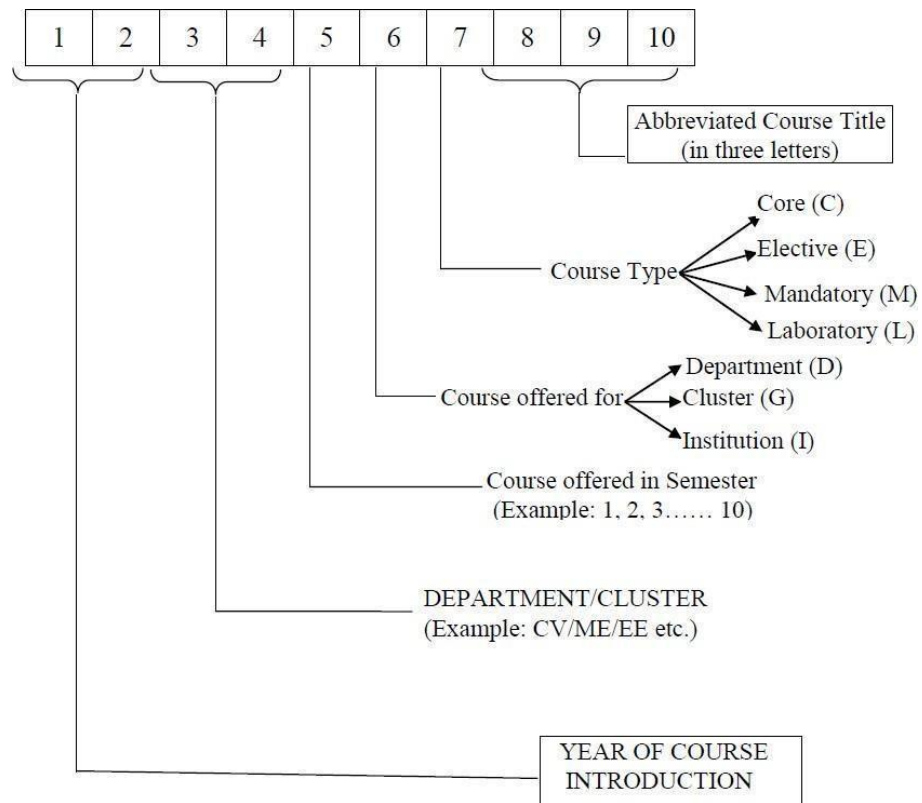 1 2 3 4 5 6 7 8 9 10
Abbreviated Course Title
(in three letters)
Core (C)
Elective (E)
Course Type
Mandatory (M)
Laboratory (L)
Department (D)
Course offered for
Cluster (G)
Institution (I)
Course offered in Semester
(Example: 1, 2, 3…… 10)
DEPARTMENT/CLUSTER
(Example: CV/ME/EE etc.)
YEAR OF COURSE
INTRODUCTION